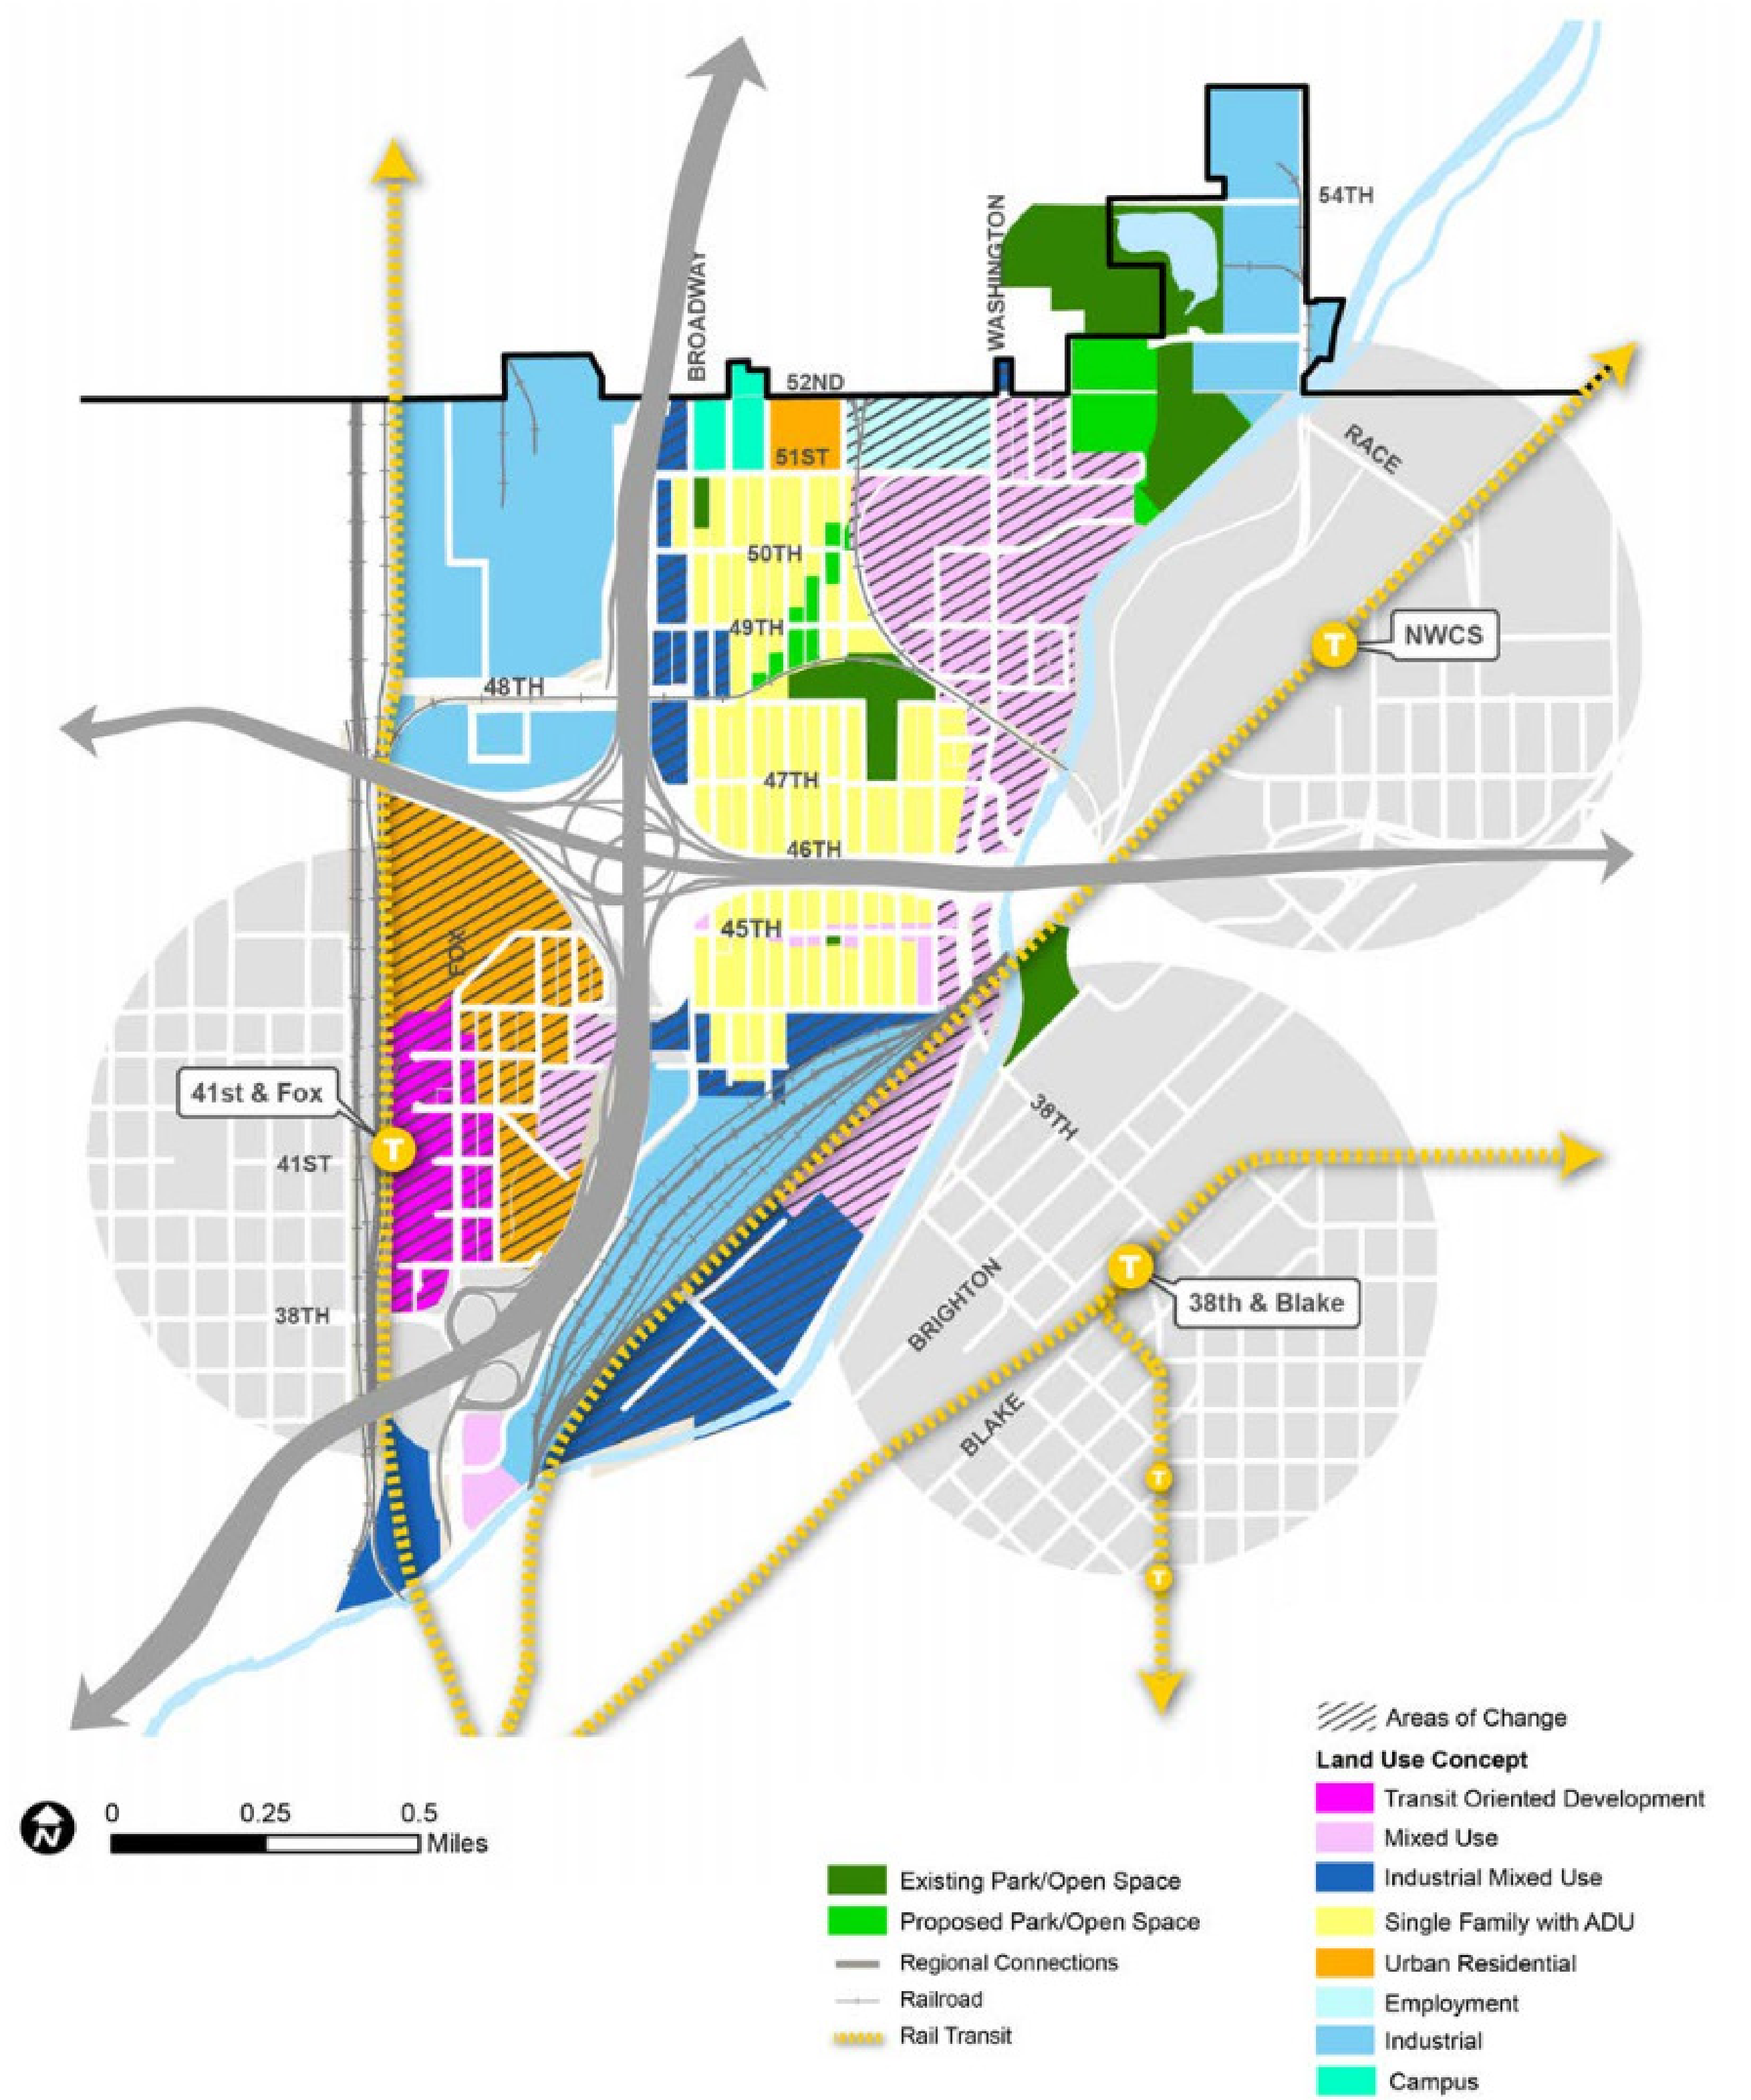 54TH
WASHINGTON
BROADWAY
52ND
RACE
51ST
50TH
NWCS
49TH
48TH
47TH
46TH
45TH
FOX
41st & Fox
T
T
38TH
41ST
T
38th & Blake
38TH
BRIGHTON
BLAKE
T
T
Areas of Change
Land Use Concept
Transit Oriented Development
Mixed Use
Industrial Mixed Use
Single Family with ADU
Urban Residential
Employment
Industrial
Campus
N
0 0.25 0.5
Miles
Existing Park/Open Space
Proposed Park/Open Space
Regional Connections
Railroad
Rail Transit